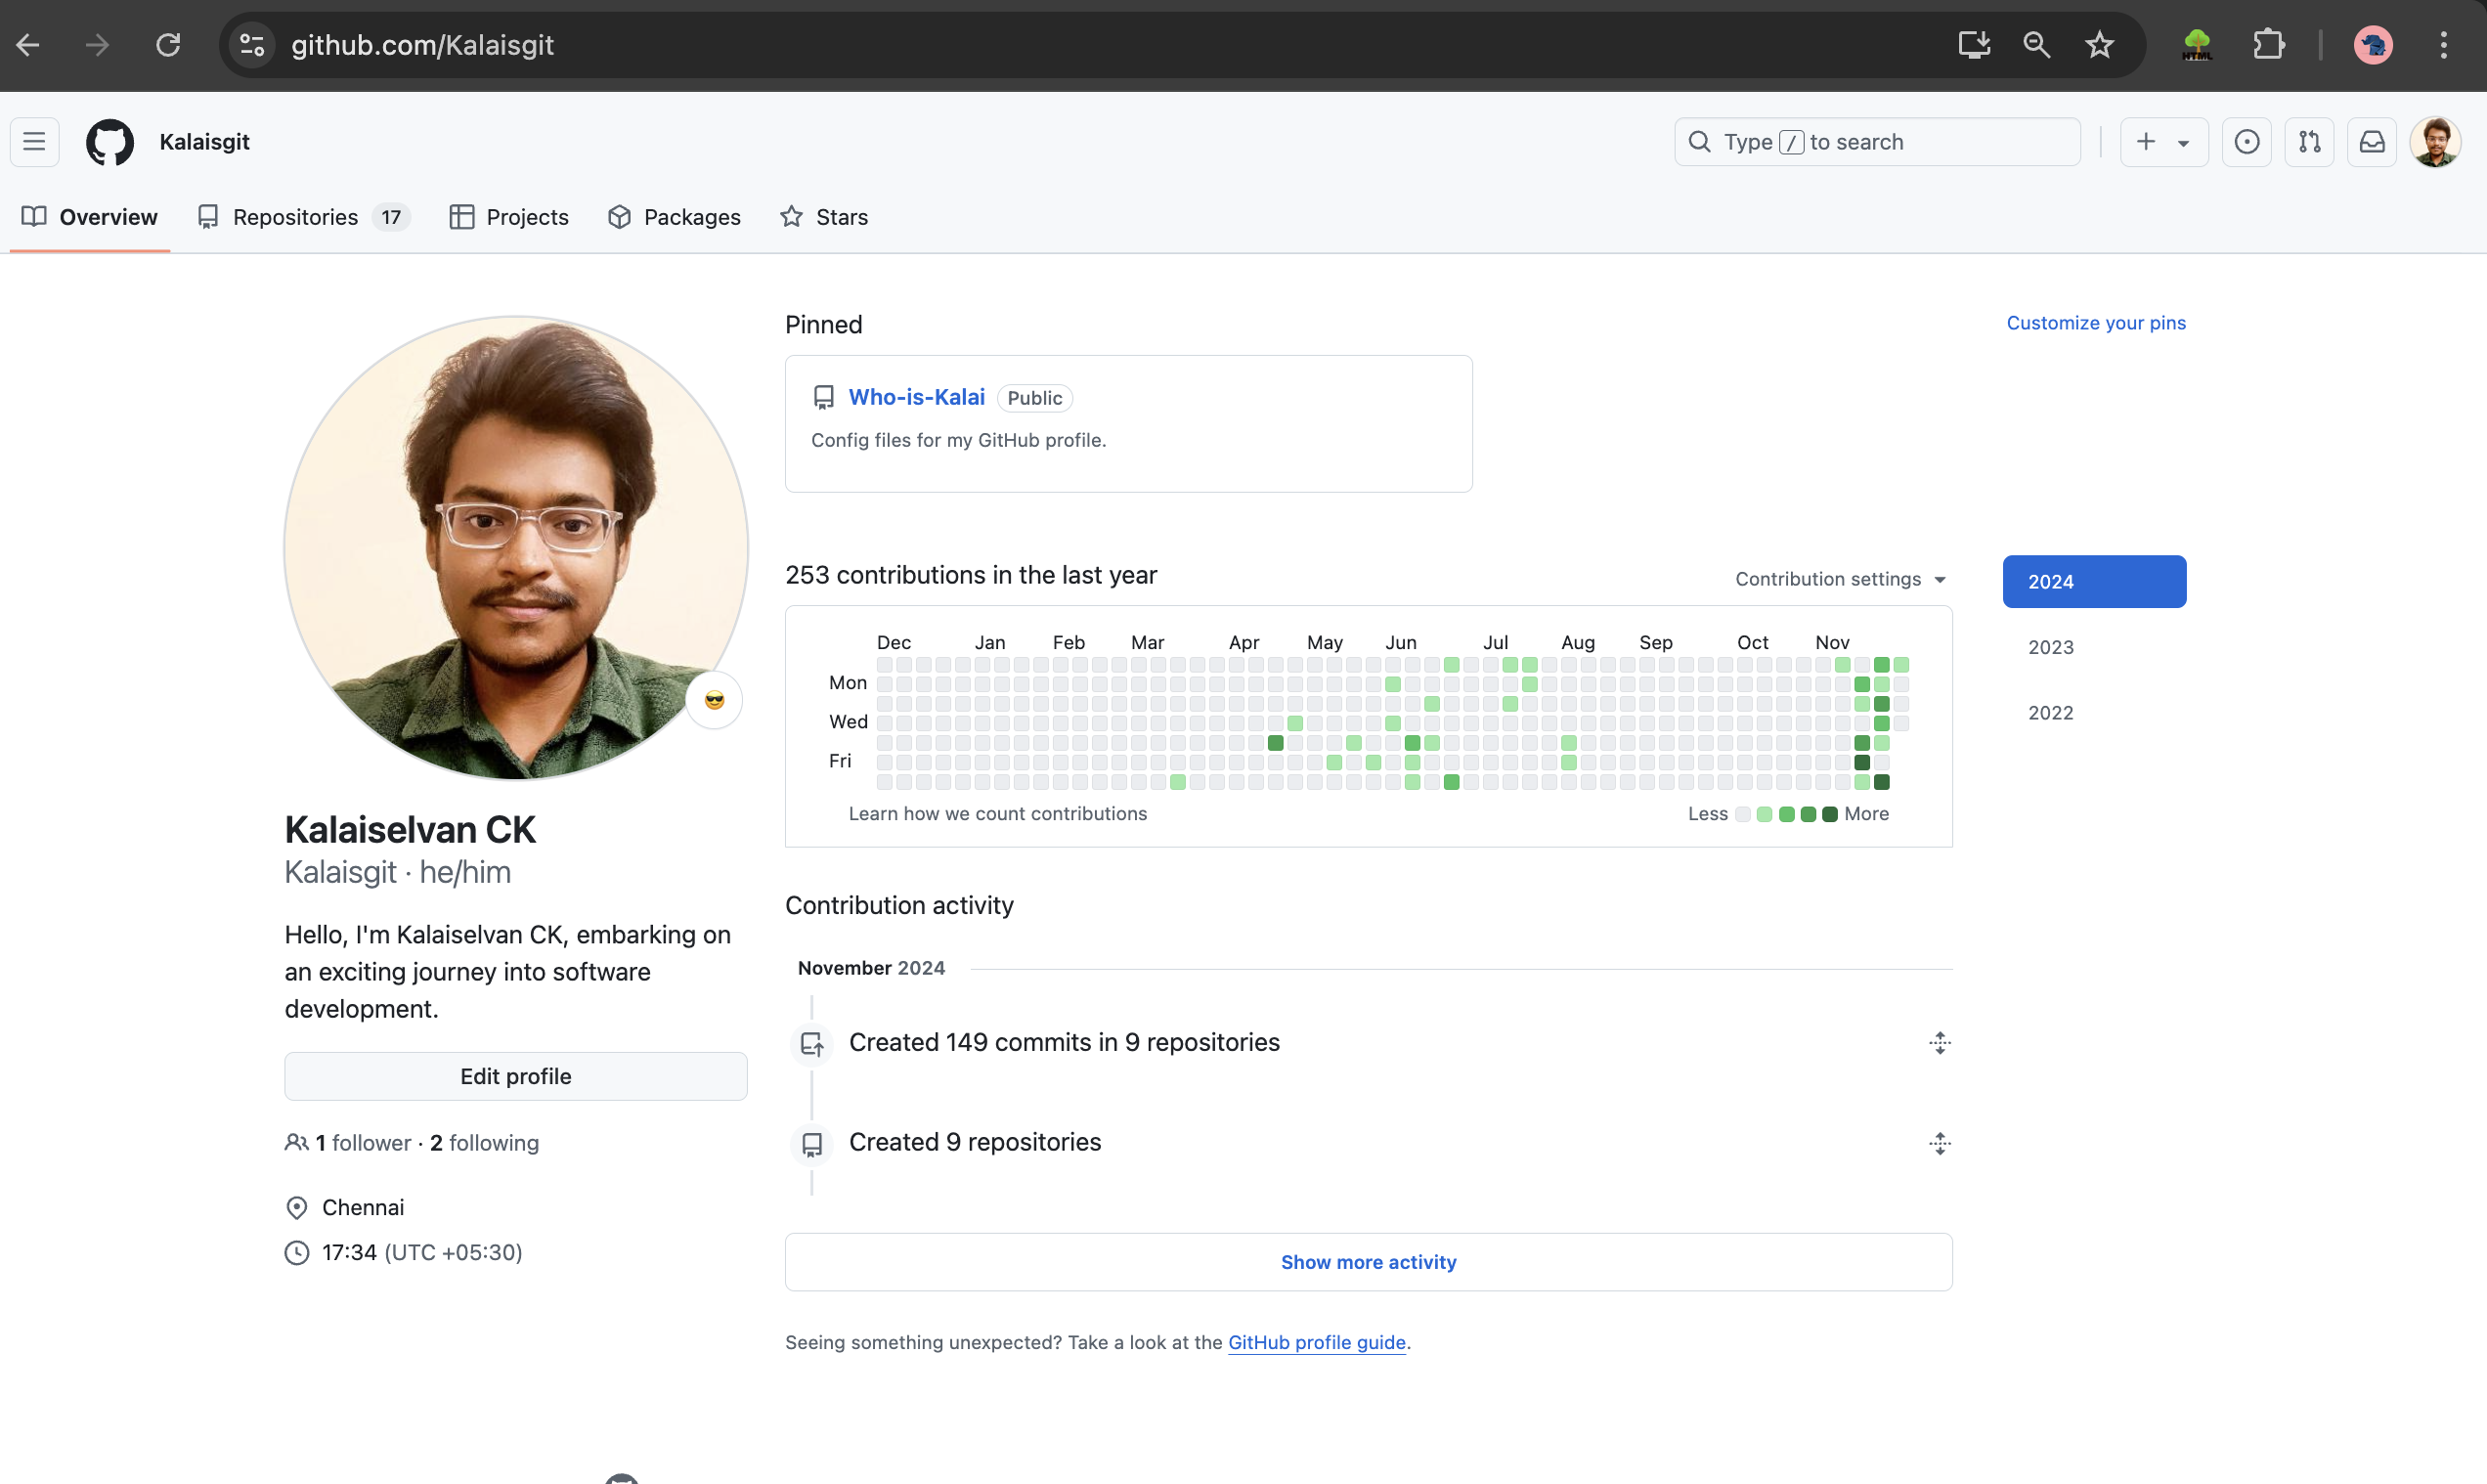 github.com/Kalaisgit
HTML
Kalaisgit
Type / to search
Overview
Repositories 17
Projects
Packages
Stars
Pinned
Customize your pins
Who-is-Kalai Public
Config files for my GitHub profile.
253 contributions in the last year
Contribution settings
2024
2023
2022
Dec Jan Feb Mar Apr May Jun Jul Aug Sep Oct Nov
Mon
Wed
Fri
Learn how we count contributions
Less More
Kalaiselvan CK
Kalaisgit · he/him
Hello, I'm Kalaiselvan CK, embarking on
an exciting journey into software
development.
Edit profile
1 follower · 2 following
Chennai
17:34 (UTC +05:30)
Contribution activity
November 2024
Created 149 commits in 9 repositories
Created 9 repositories
Show more activity
Seeing something unexpected? Take a look at the GitHub profile guide.